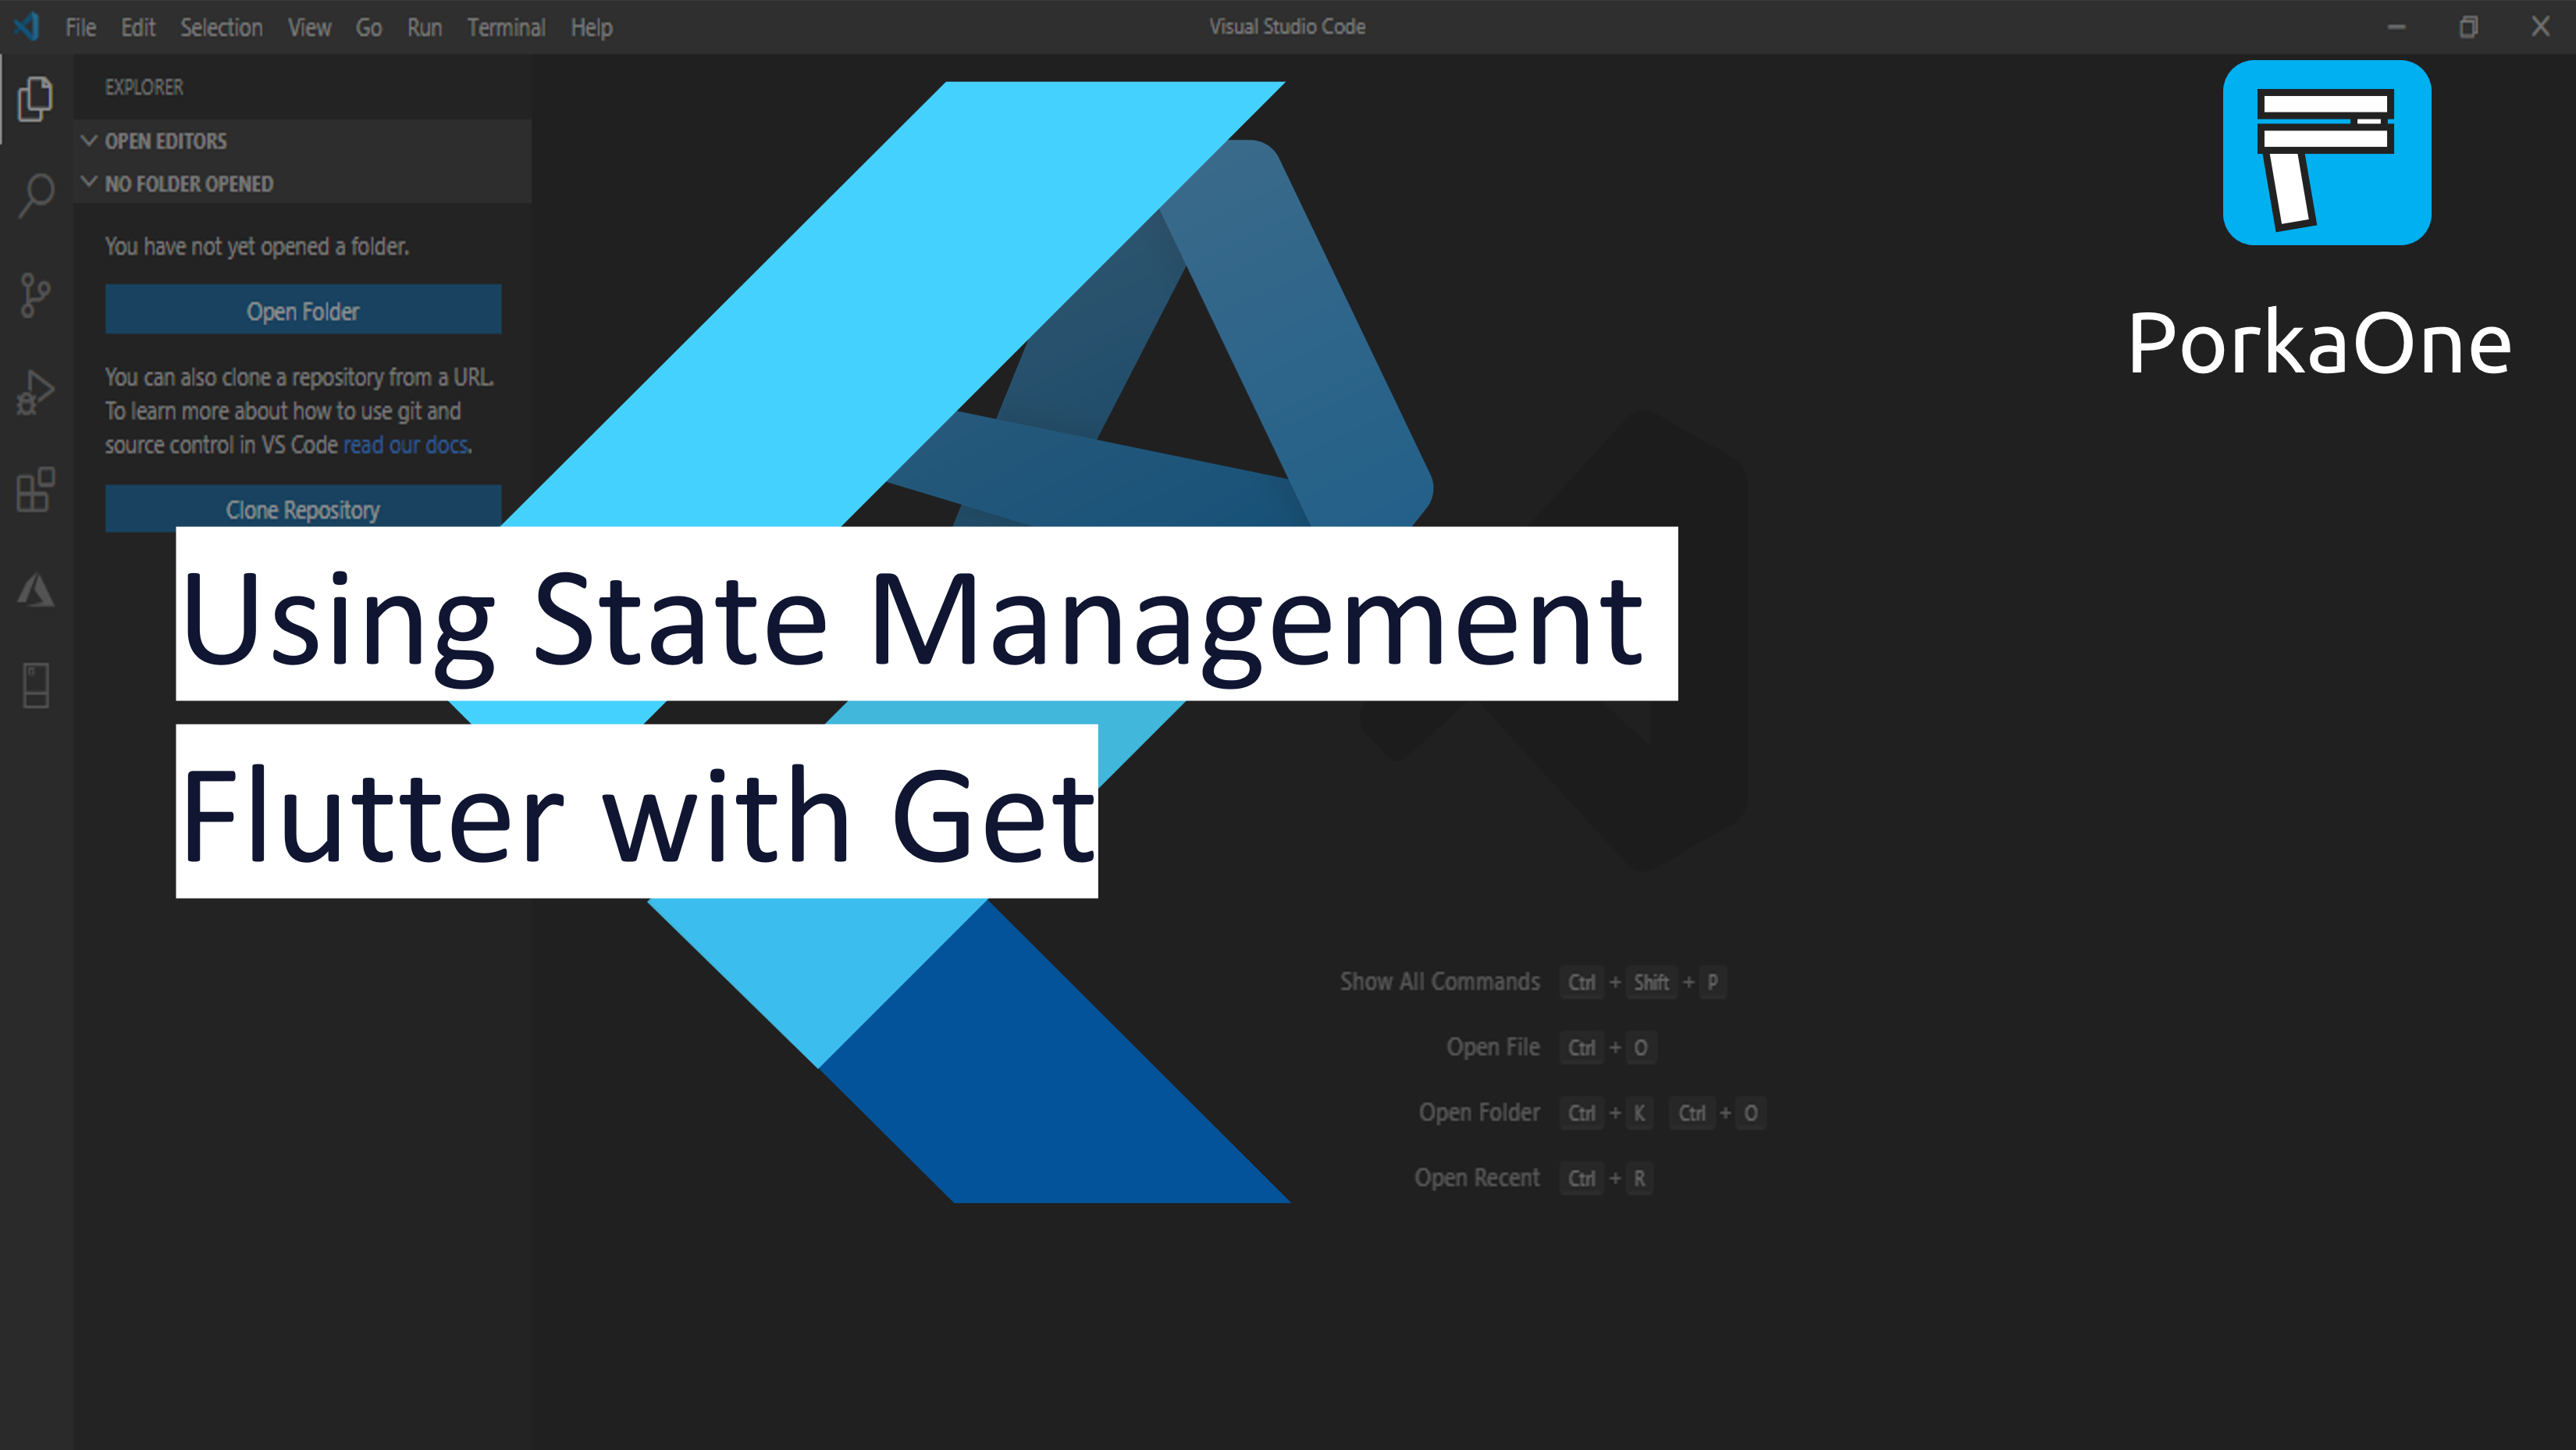 File Edit Selection View Go Run Terminal Help
Visual Studio Code
EXPLORER
OPEN EDITORS
NO FOLDER OPENED
You have not yet opened a folder.
Open Folder
You can also clone a repository from a URL.
To learn more about how to use git and
source control in VS Code read our docs.
Clone Repository
PorkaOne
Using State Management
Flutter with Get
Show All Commands Ctrl + Shift + P
Open File Ctrl + O
Open Folder Ctrl + K Ctrl + O
Open Recent Ctrl + R